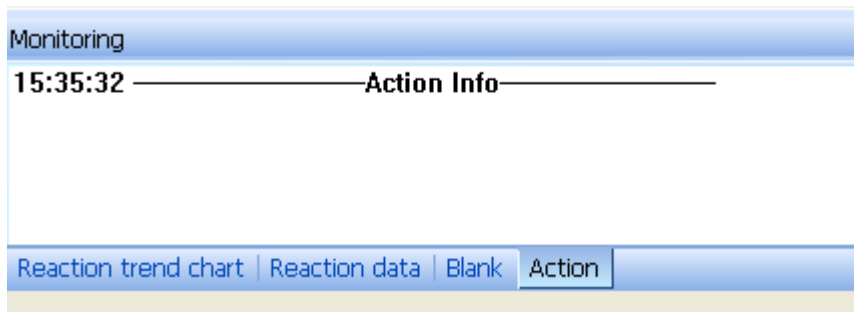 Monitoring
15:35:32 ——————————Action Info——————————
Reaction trend chart | Reaction data | Blank Action